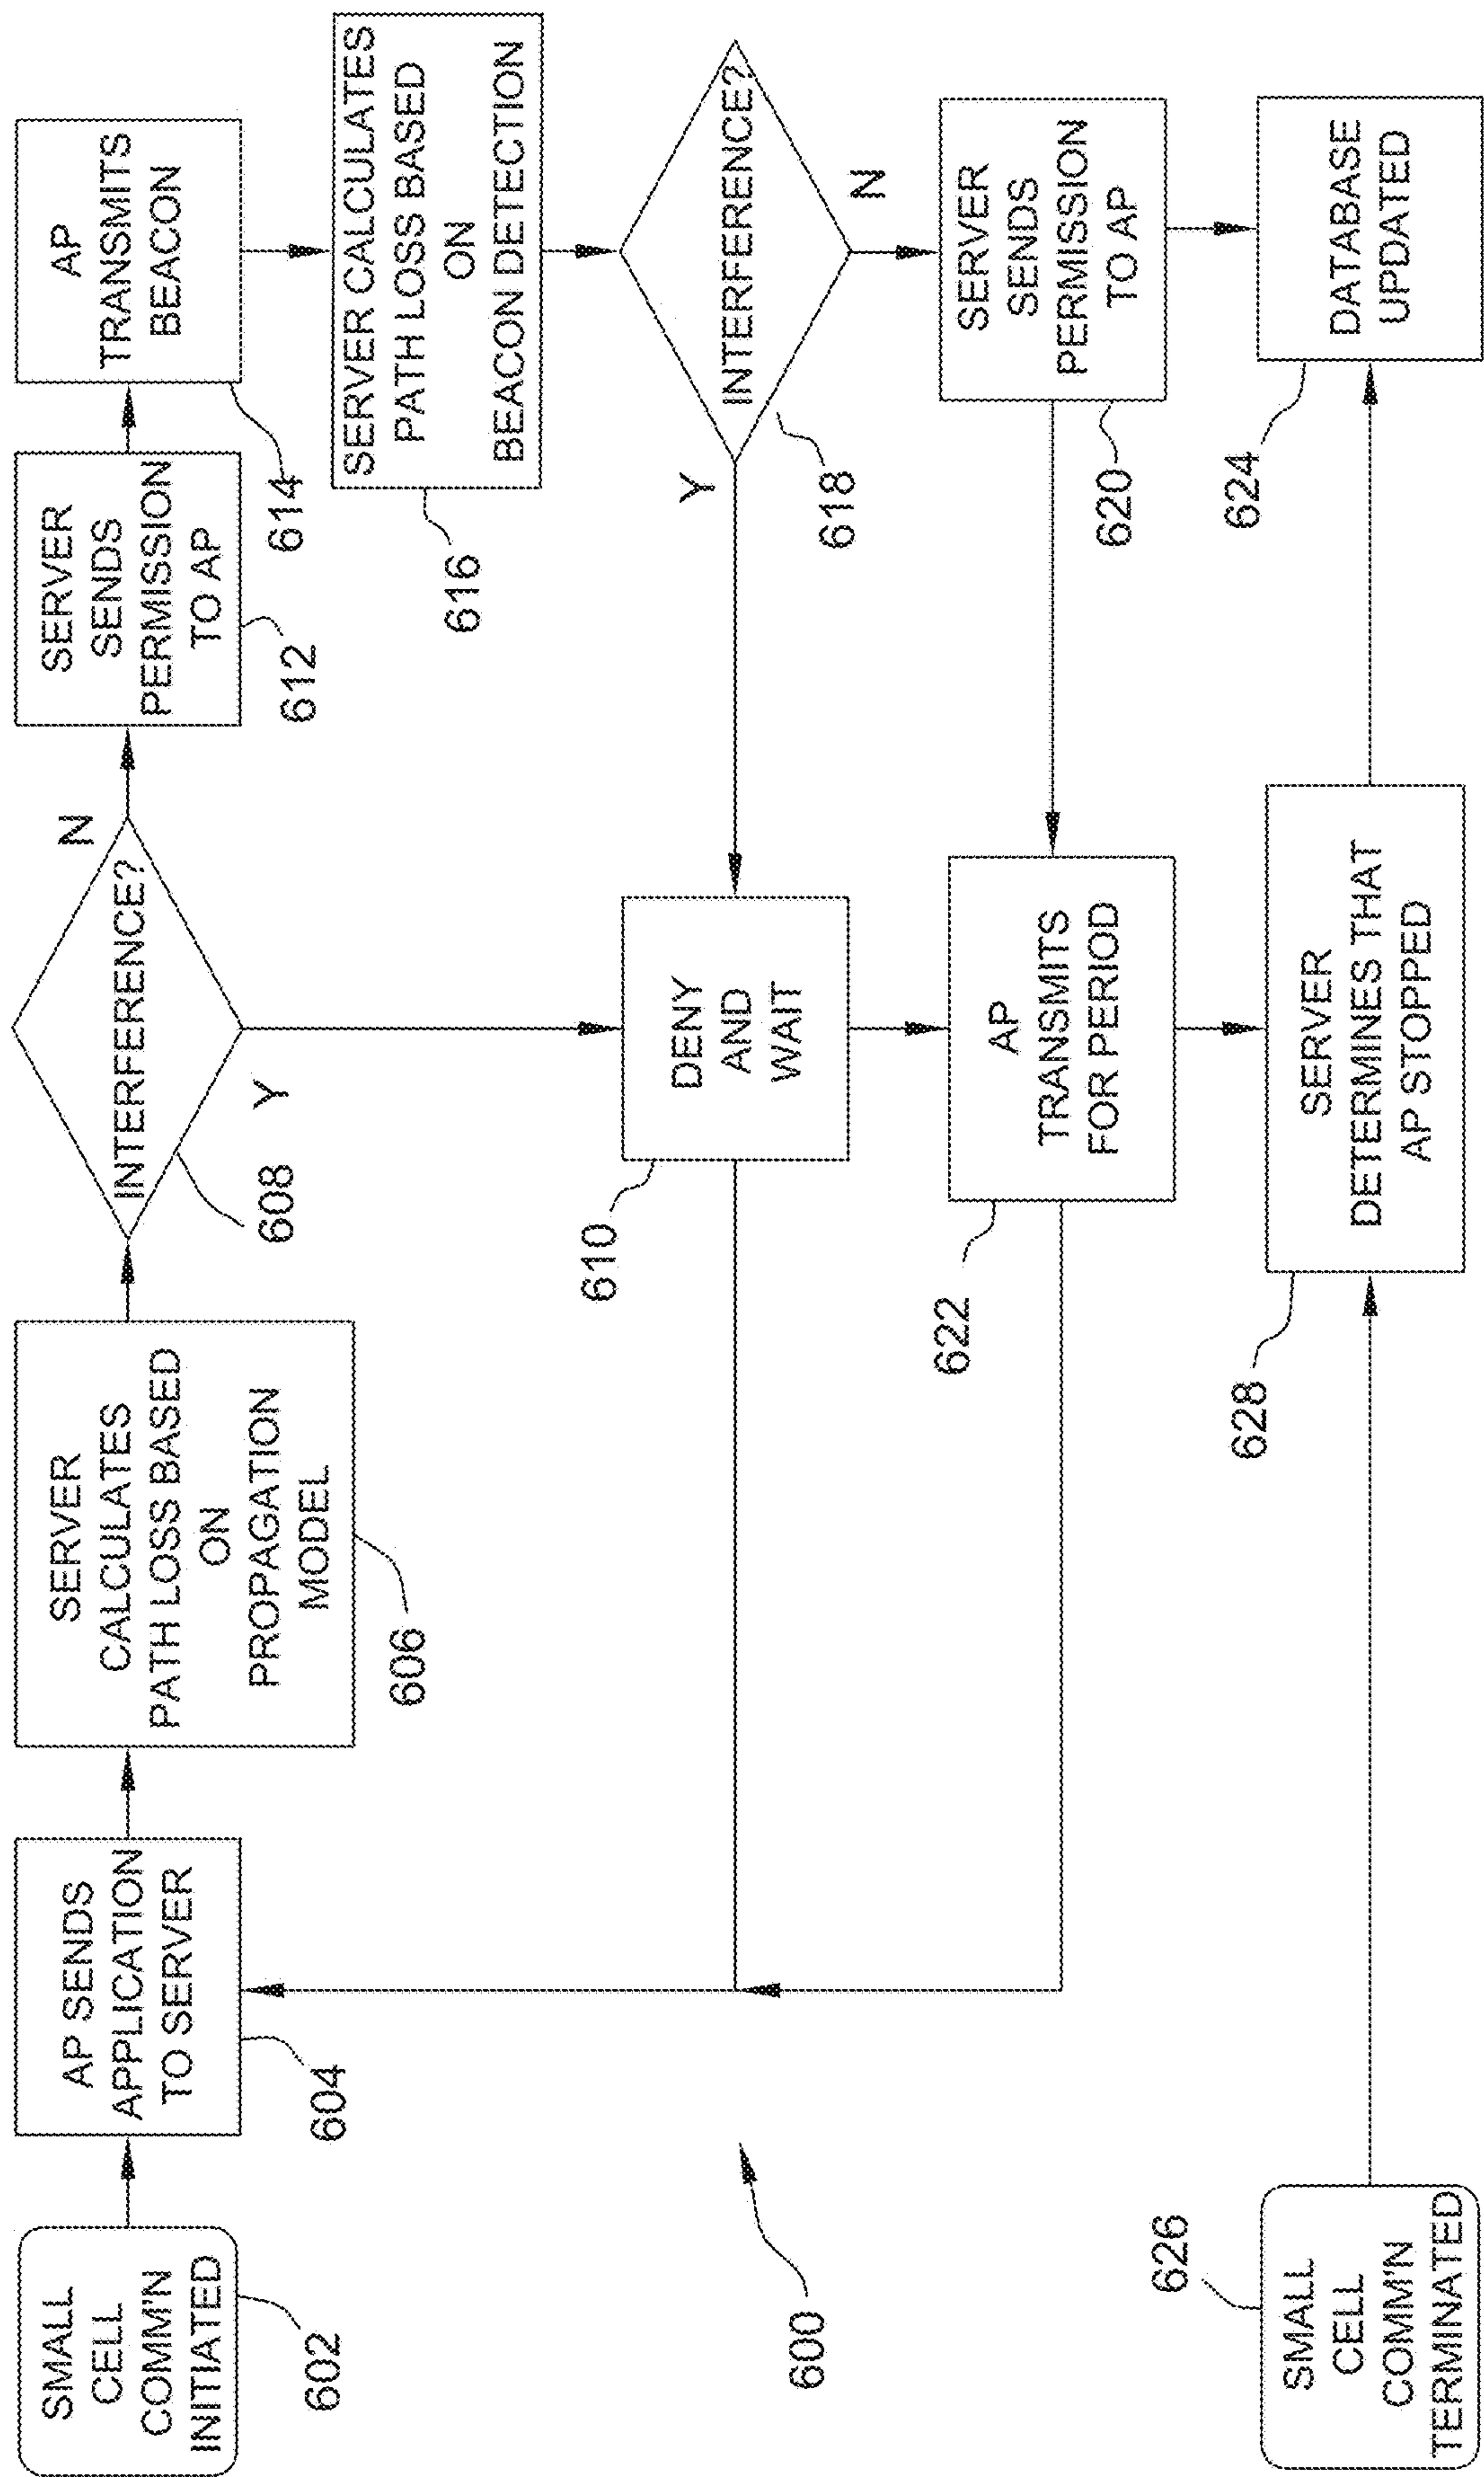 SMALL
CELL
COMM'N
INITIATED
602
AP SENDS
APPLICATION
TO SERVER
604
SERVER
CALCULATES
PATH LOSS BASED
ON
PROPAGATION
MODEL
606
INTERFERENCE?
N
Y
608
SERVER
SENDS
PERMISSION
TO AP
612
AP
TRANSMITS
BEACON
614
SERVER CALCULATES
PATH LOSS BASED
ON
BEACON DETECTION
616
INTERFERENCE?
Y
N
618
DENY
AND
WAIT
610
SERVER
SENDS
PERMISSION
TO AP
620
AP
TRANSMITS
FOR PERIOD
622
DATABASE
UPDATED
624
600
SMALL
CELL
COMM'N
TERMINATED
626
SERVER
DETERMINES THAT
AP STOPPED
628